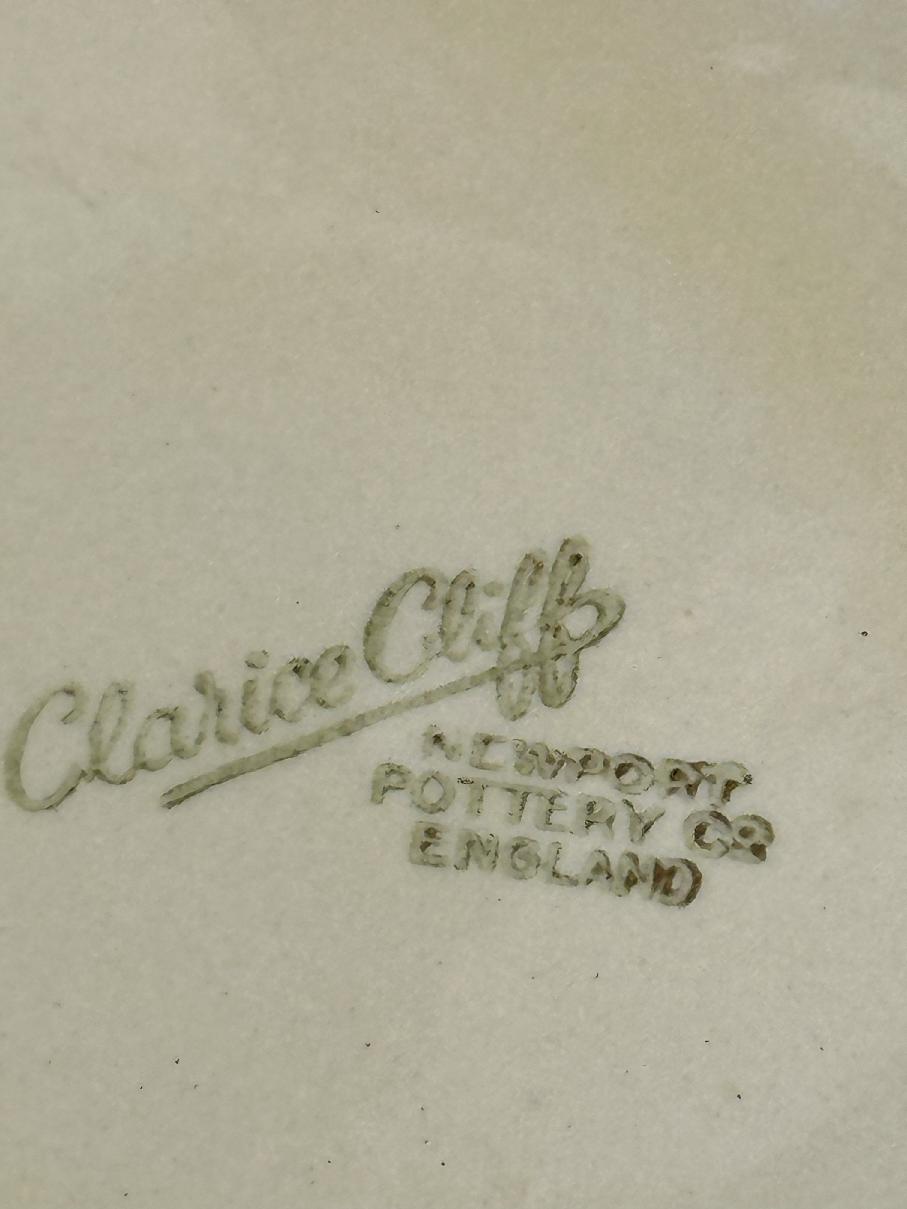 Clarice Cliff
NEWPORT
POTTERY CO
ENGLAND